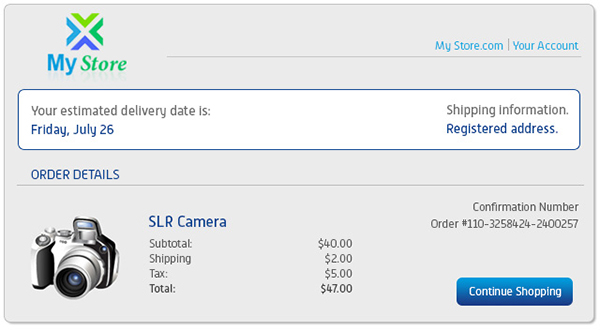 My Store
My Store.com | Your Account
Your estimated delivery date is:
Friday, July 26
Shipping information.
Registered address.
ORDER DETAILS
Confirmation Number
Order #110-3258424-2400257
SLR Camera
Subtotal: $40.00
Shipping $2.00
Tax: $5.00
Total: $47.00
Continue Shopping